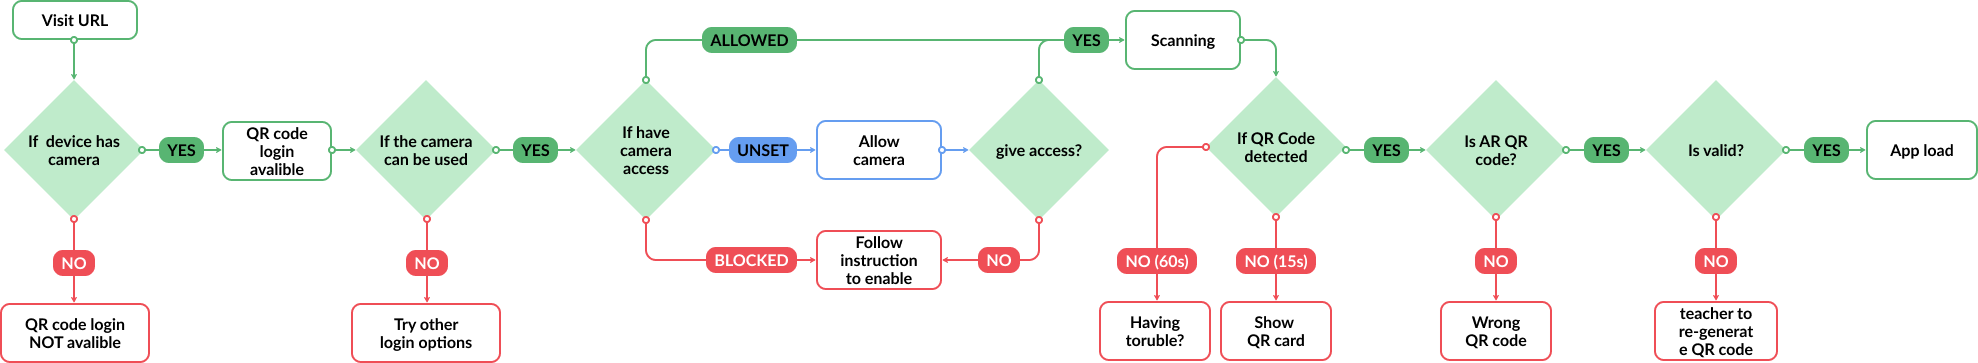 Visit URL
If  device has
camera
YES
NO
QR code login
NOT avalible
QR code
login
avalible
If the camera
can be used
YES
NO
Try other
login options
If have
camera
access
ALLOWED
UNSET
BLOCKED
Allow
camera
Follow
instruction
to enable
give access?
YES
NO
Scanning
If QR Code
detected
NO (60s)
Having
toruble?
NO (15s)
Show
QR card
YES
Is AR QR
code?
NO
Wrong
QR code
YES
Is valid?
NO
teacher to
re-generat
e QR code
YES
App load